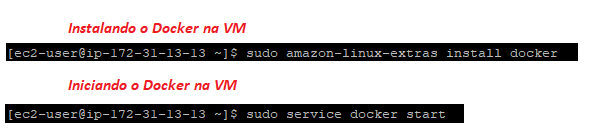 Instalando o Docker na VM
[ec2-user@ip-172-31-13-13 ~]$ sudo amazon-linux-extras install docker
Iniciando o Docker na VM
[ec2-user@ip-172-31-13-13 ~]$ sudo service docker start